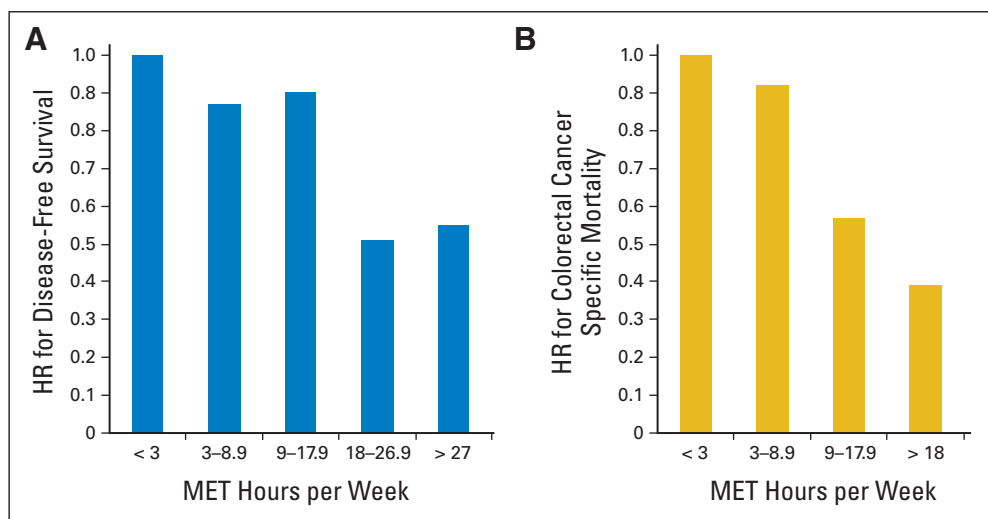 A
HR for Disease-Free Survival
1.0
0.8
0.8
0.7
0.6
0.5
0.4
0.3
0.2
0.1
0
< 3 3–8.9 9–17.9 18–26.9 > 27
MET Hours per Week
B
HR for Colorectal Cancer
Specific Mortality
1.0
0.8
0.8
0.7
0.6
0.5
0.4
0.3
0.2
0.1
0
< 3 3–8.9 9–17.9 > 18
MET Hours per Week